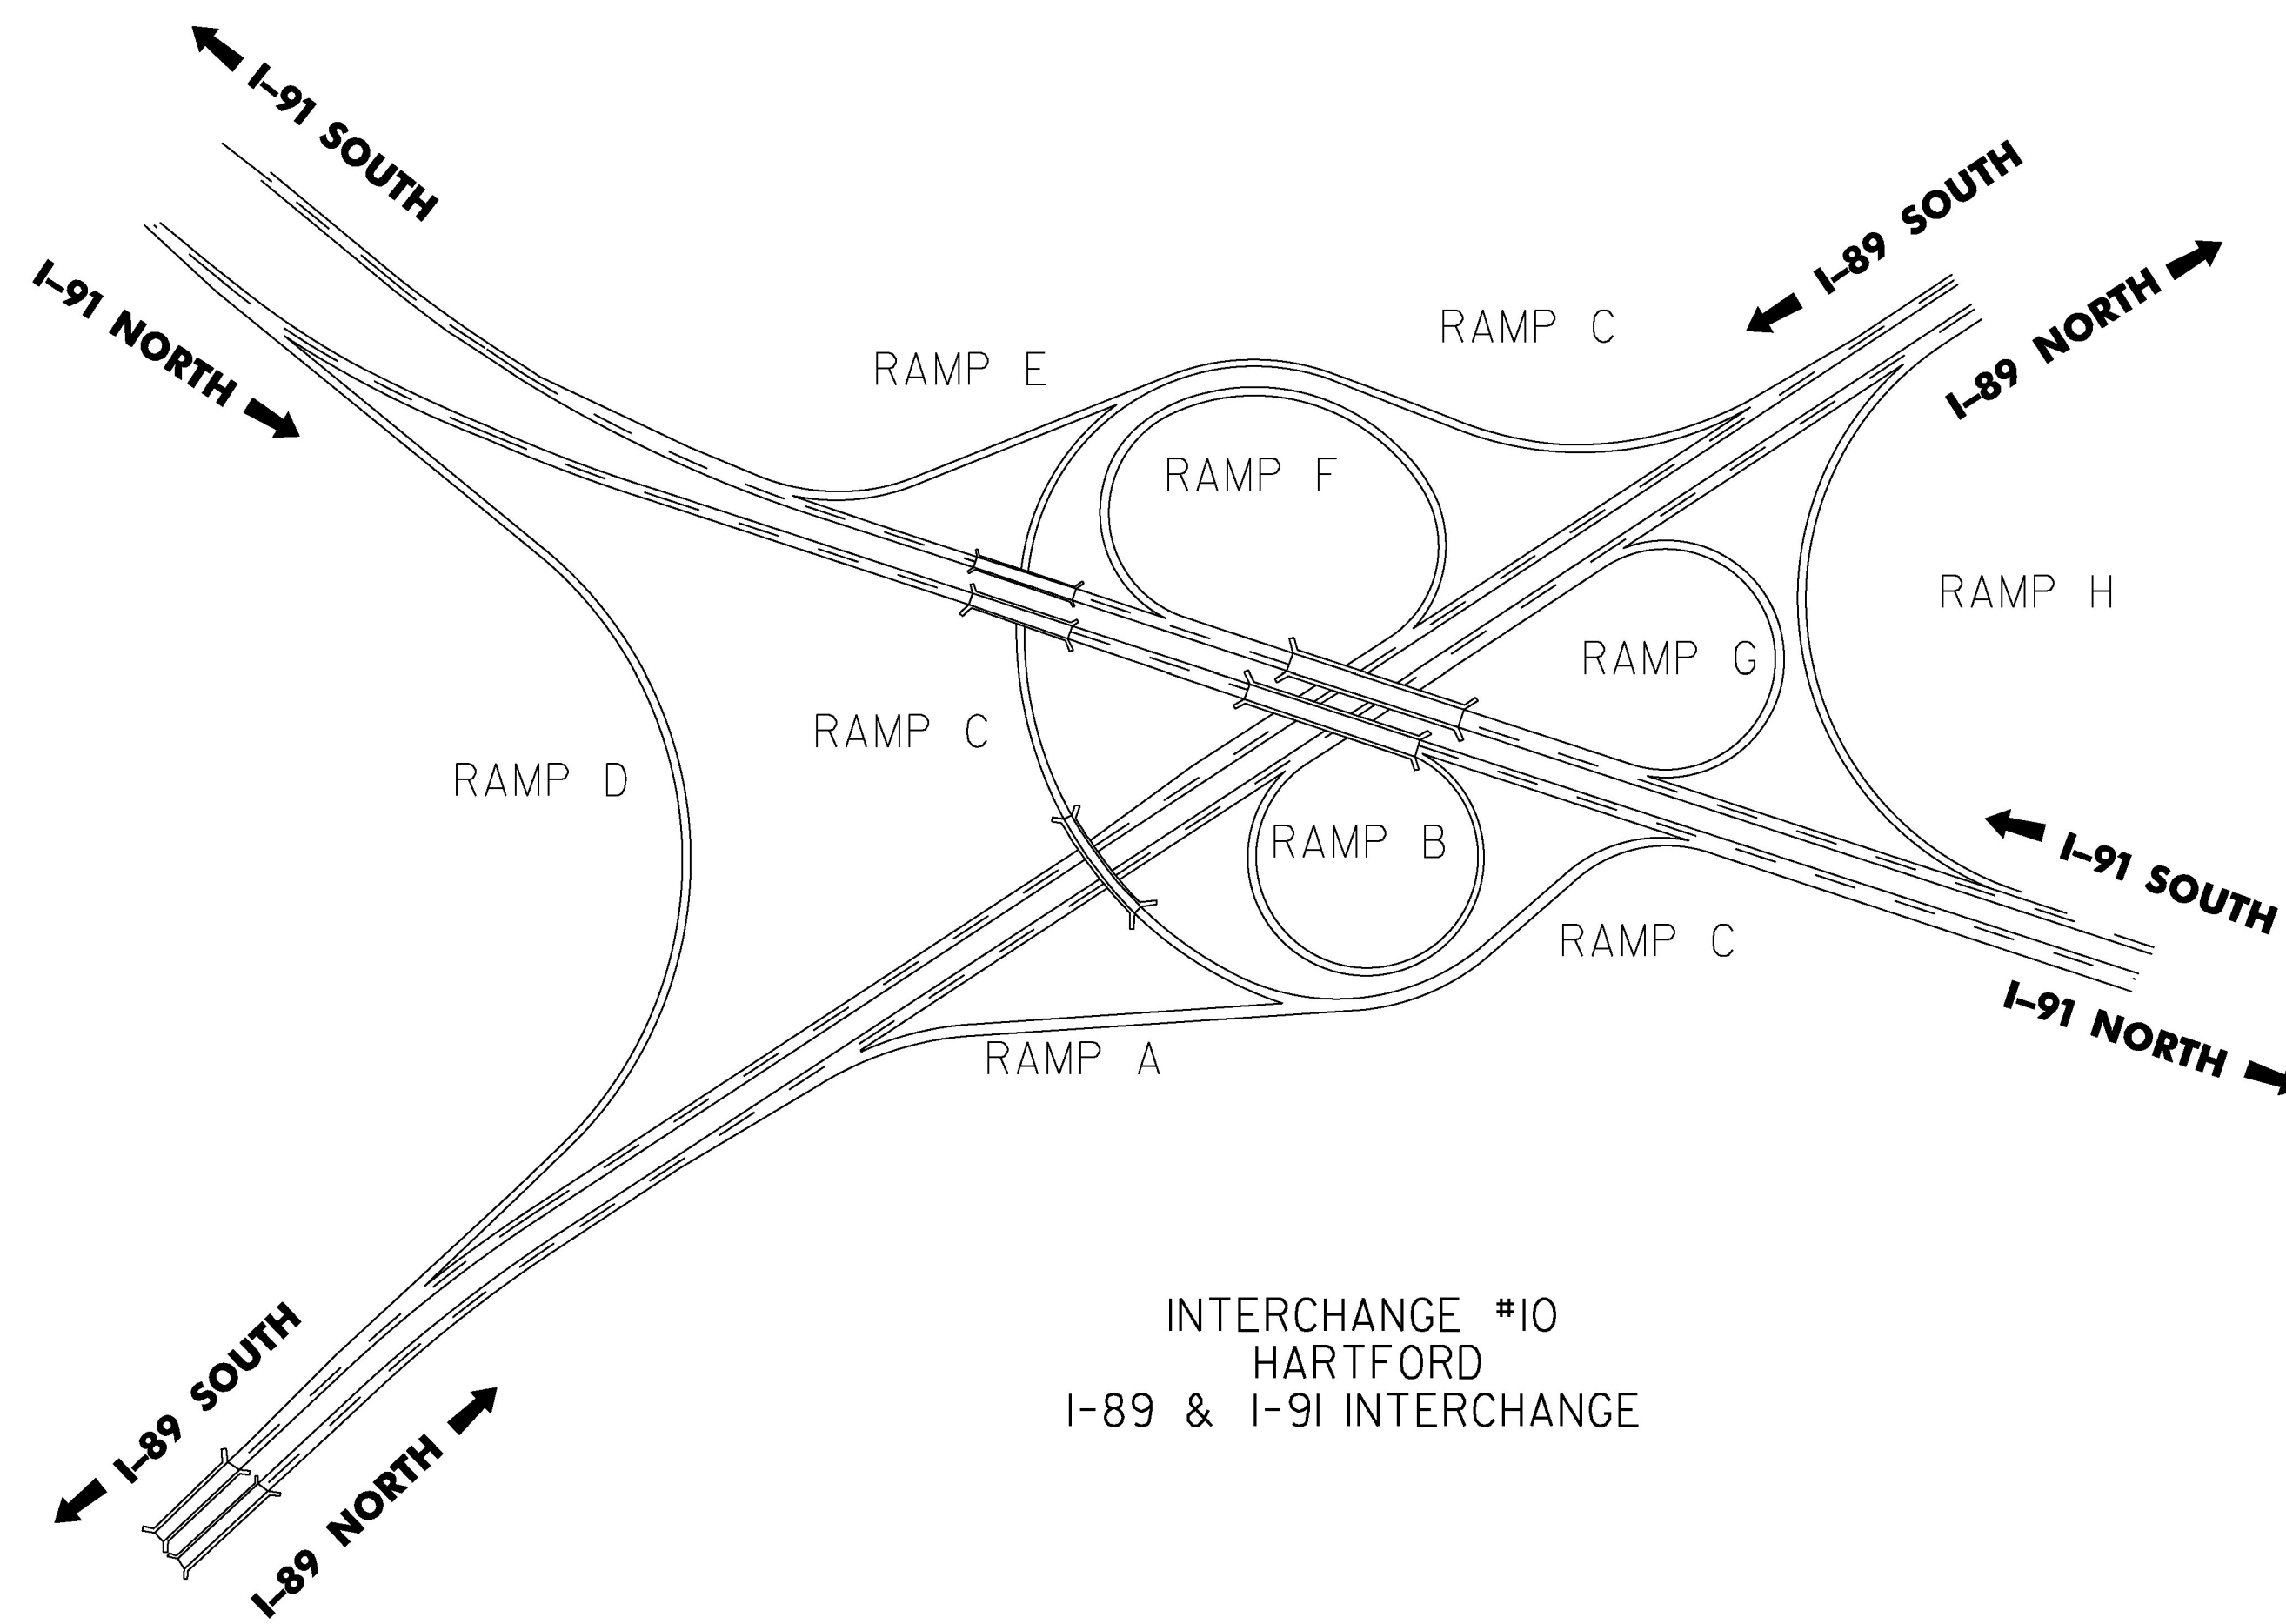 I-91 SOUTH
I-89 SOUTH
I-91 NORTH
I-89 NORTH
RAMP C
RAMP E
RAMP F
RAMP H
RAMP G
RAMP C
RAMP D
RAMP B
I-91 SOUTH
RAMP C
I-91 NORTH
RAMP A
I-89 SOUTH
I-89 NORTH
INTERCHANGE #10
HARTFORD
I-89 & I-91 INTERCHANGE